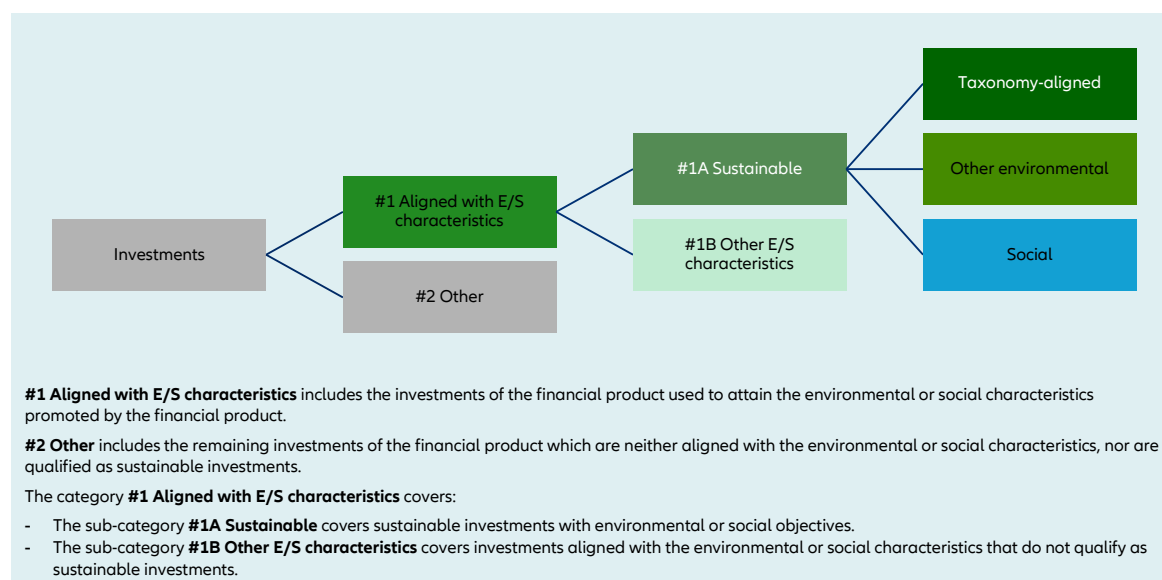 Taxonomy-aligned
#1A Sustainable
Other environmental
#1 Aligned with E/S
characteristics
Investments
#1B Other E/S
characteristics
Social
#2 Other
#1 Aligned with E/S characteristics includes the investments of the financial product used to attain the environmental or social characteristics
promoted by the financial product.
#2 Other includes the remaining investments of the financial product which are neither aligned with the environmental or social characteristics, nor are
qualified as sustainable investments.
The category #1 Aligned with E/S characteristics covers:
- The sub-category #1A Sustainable covers sustainable investments with environmental or social objectives.
- The sub-category #1B Other E/S characteristics covers investments aligned with the environmental or social characteristics that do not qualify as
sustainable investments.